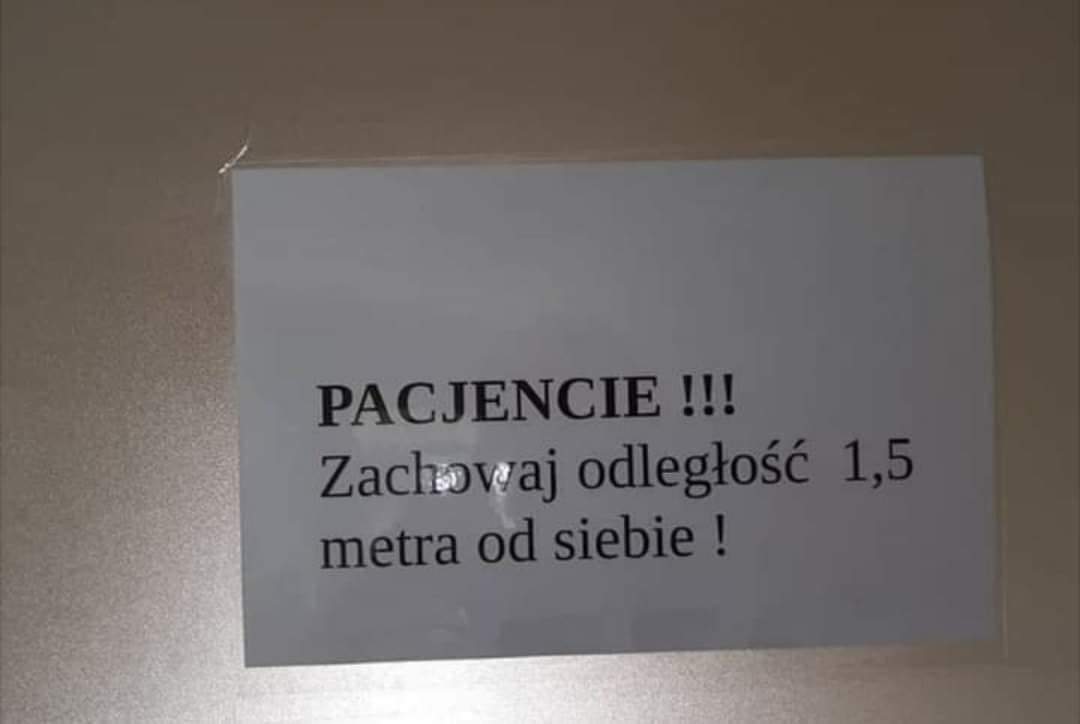 PACJENCIE !!!
Zachowaj odległość 1,5
metra od siebie !